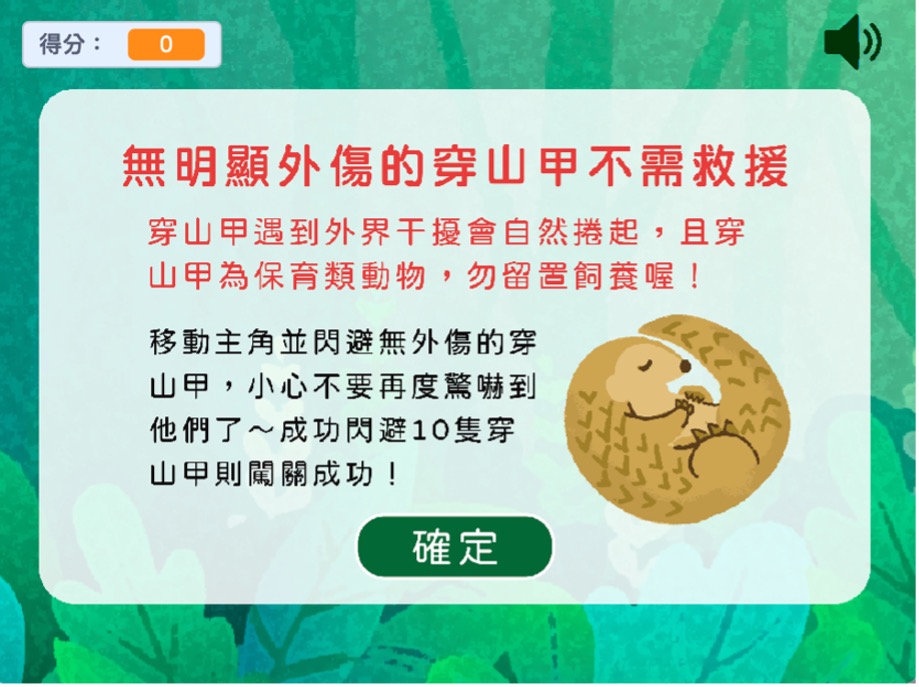 得分： 0
無明顯外傷的穿山甲不需救援
穿山甲遇到外界干擾會自然捲起，且穿
山甲為保育類動物，勿留置飼養喔！
移動主角並閃避無外傷的穿
山甲，小心不要再度驚嚇到
他們了～成功閃避10隻穿
山甲則闖關成功！
確定